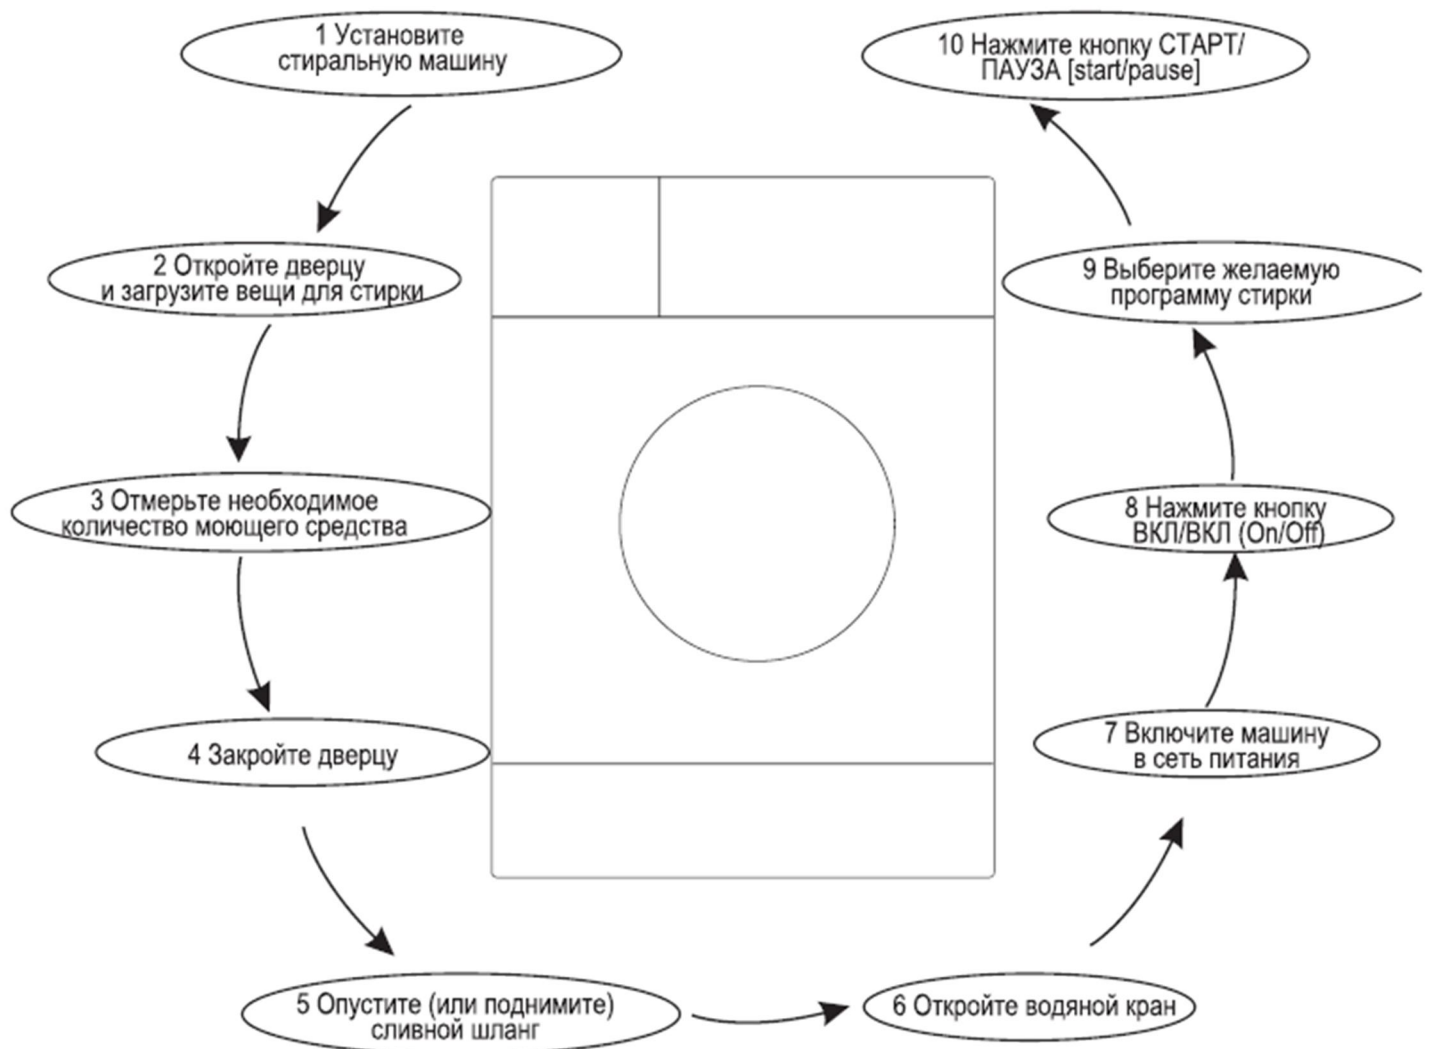 1 Установите
стиральную машину
2 Откройте дверцу
и загрузите вещи для стирки
3 Отмерьте необходимое
количество моющего средства
4 Закройте дверцу
5 Опустите (или поднимите)
сливной шланг
6 Откройте водяной кран
7 Включите машину
в сеть питания
8 Нажмите кнопку
ВКЛ/ВКЛ (On/Off)
9 Выберите желаемую
программу стирки
10 Нажмите кнопку СТАРТ/
ПАУЗА [start/pause]